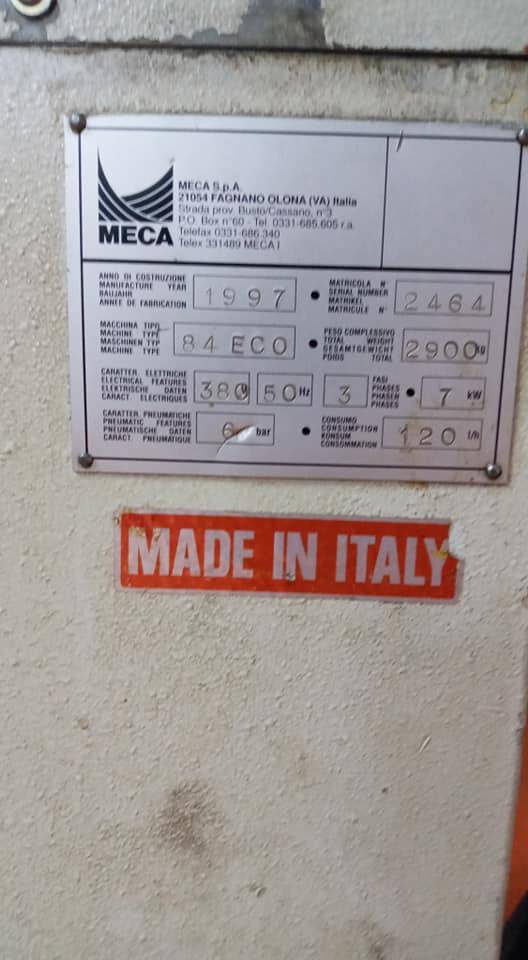 MECA
MECA S.p.A.
21054 FAGNANO OLONA (VA) Italia
Strada prov. Busto/Cassano, n°3
P.O. Box n°60 - Tel. 0331-685.605 r.a.
Telefax 0331-686.340
Telex 331489 MECA I
ANNO DI COSTRUZIONE
MANUFACTURE YEAR
BAUJAHR
ANNEE DE FABRICATION
1997
MATRICOLA N°
SERIAL NUMBER
MATRIKEL
MATRICULE N°
2464
MACCHINA TIPO
MACHINE TYPE
MASCHINEN TYP
MACHINE TYPE
84 ECO
PESO COMPLESSIVO
TOTAL WEIGHT
GESAMTGEWICHT
POIDS TOTAL
2900 kg
CARATTER. ELETTRICHE
ELECTRICAL FEATURES
ELEKTRISCHE DATEN
CARACT. ELECTRIQUES
380 V 50 Hz 3
FASI
PHASES
PHASEN
PHASES
7 kW
CARATTER. PNEUMATICHE
PNEUMATIC FEATURES
PNEUMATISCHE DATEN
CARACT. PNEUMATIQUE
6 bar
CONSUMO
CONSUMPTION
KONSUM
CONSOMMATION
120 l/h
MADE IN ITALY